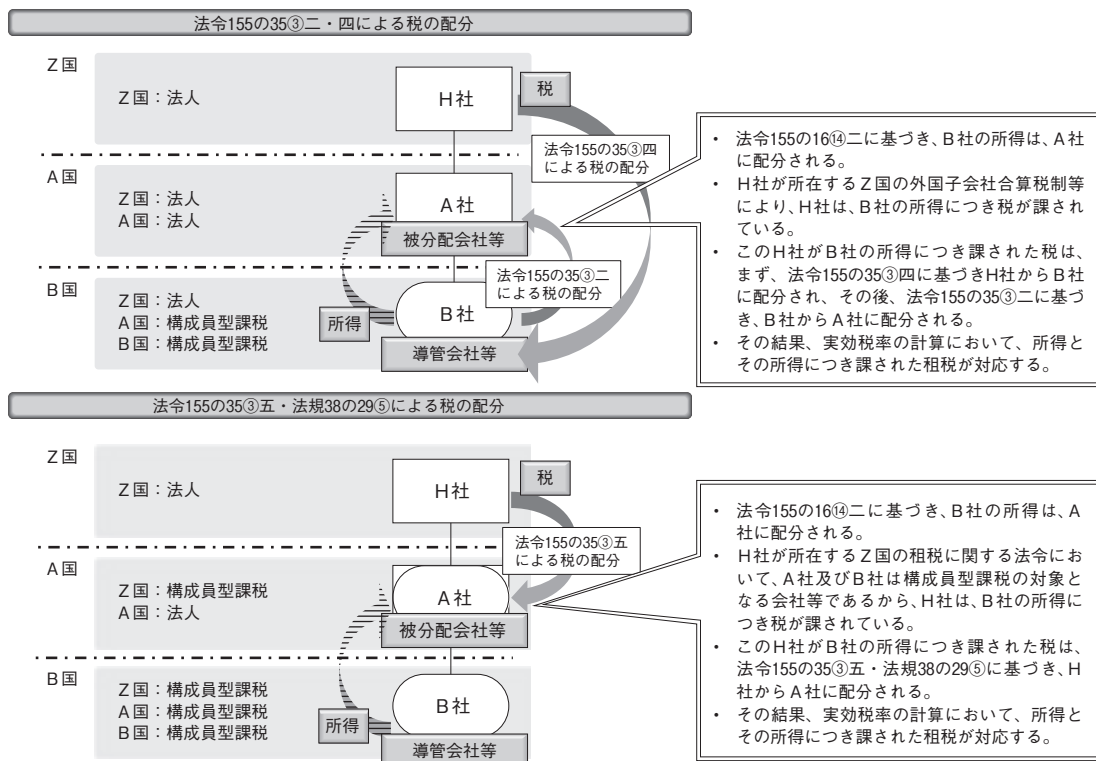 法令155の35③二・四による税の配分
Z国
Z国：法人
H社
税
法令155の35③四
による税の配分
A国
Z国：法人
A国：法人
A社
被分配会社等
法令155の35③二
による税の配分
B国
Z国：法人
A国：構成員型課税
B国：構成員型課税
所得
B社
導管会社等
・ 法令155の16⑭二に基づき、B社の所得は、A社
に配分される。
・ H社が所在するZ国の外国子会社合算税制等
により、H社は、B社の所得につき税が課され
ている。
・ このH社がB社の所得につき課された税は、
まず、法令155の35③四に基づきH社からB社
に配分され、その後、法令155の35③二に基づ
き、B社からA社に配分される。
・ その結果、実効税率の計算において、所得と
その所得につき課された租税が対応する。
法令155の35③五・法規38の29⑤による税の配分
Z国
Z国：法人
H社
税
法令155の35③五
による税の配分
A国
Z国：構成員型課税
A国：法人
A社
被分配会社等
B国
Z国：構成員型課税
A国：構成員型課税
B国：構成員型課税
所得
B社
導管会社等
・ 法令155の16⑭二に基づき、B社の所得は、A
社に配分される。
・ H社が所在するZ国の租税に関する法令にお
いて、A社及びB社は構成員型課税の対象と
なる会社等であるから、H社は、B社の所得に
つき税が課されている。
・ このH社がB社の所得につき課された税は、
法令155の35③五・法規38の29⑤に基づき、H
社からA社に配分される。
・ その結果、実効税率の計算において、所得と
その所得につき課された租税が対応する。